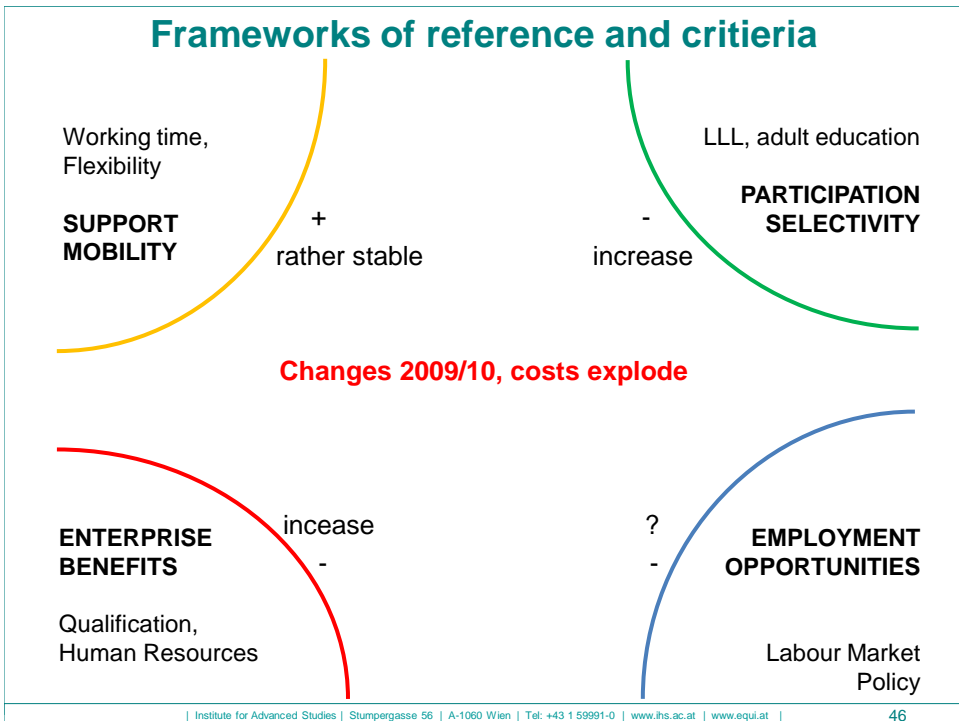 Frameworks of reference and critieria
Working time,
Flexibility
SUPPORT
MOBILITY
+
rather stable
LLL, adult education
PARTICIPATION
SELECTIVITY
-
increase
Changes 2009/10, costs explode
ENTERPRISE
BENEFITS
incease
-
Qualification,
Human Resources
?
-
EMPLOYMENT
OPPORTUNITIES
Labour Market
Policy
| Institute for Advanced Studies | Stumpergasse 56 | A-1060 Wien | Tel: +43 1 59991-0 | www.ihs.ac.at | www.equi.at |
46